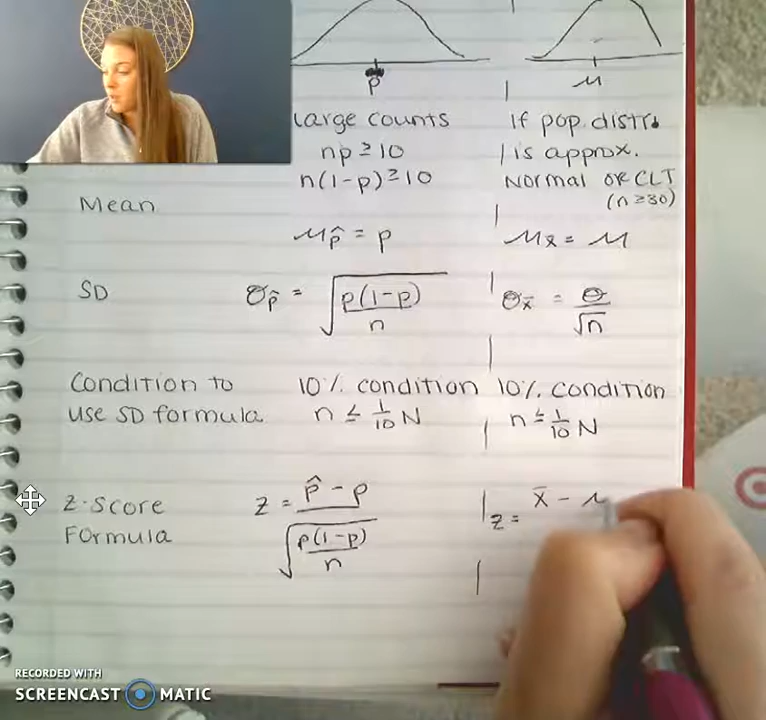 p μ
Large counts If pop. distr.
np ≥ 10 is approx.
n(1-p) ≥ 10 Normal or CLT
(n ≥ 30)
Mean
μp̂ = p μx̄ = μ
SD σp̂ = √(p(1-p)/n) σx̄ = σ/√n
Condition to 10% condition 10% condition
use SD formula n ≤ 1/10 N n ≤ 1/10 N
z-score z = (p̂ - p)/√(p(1-p)/n) z = x̄ - μ
Formula
RECORDED WITH
SCREENCAST MATIC